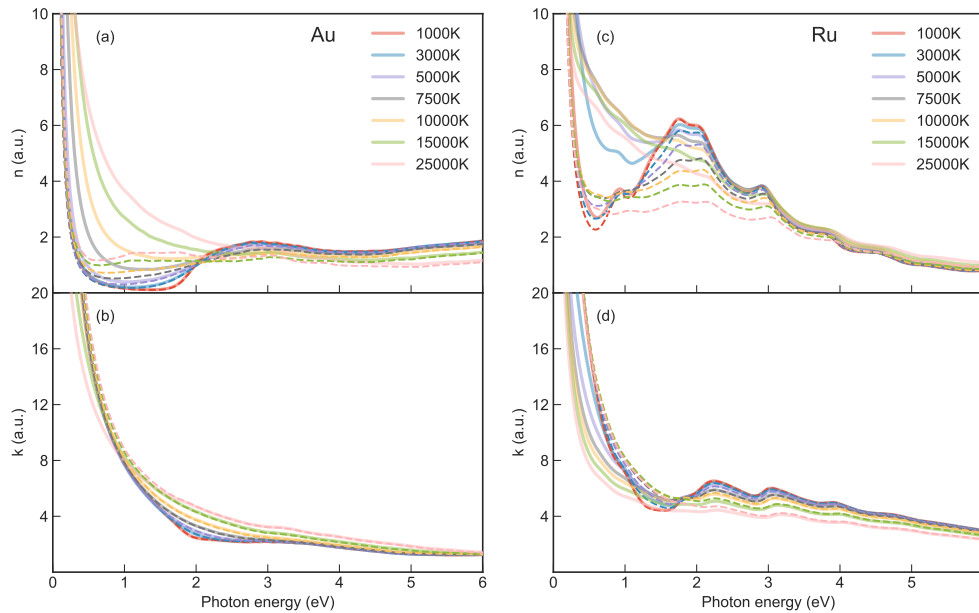 (a) Au
1000K
3000K
5000K
7500K
10000K
15000K
25000K
n (a.u.)
10
8
6
4
2
(c) Ru
1000K
3000K
5000K
7500K
10000K
15000K
25000K
n (a.u.)
10
8
6
4
2
(b)
k (a.u.)
20
16
12
8
4
0 1 2 3 4 5 6
Photon energy (eV)
(d)
k (a.u.)
20
16
12
8
4
0 1 2 3 4 5
Photon energy (eV)